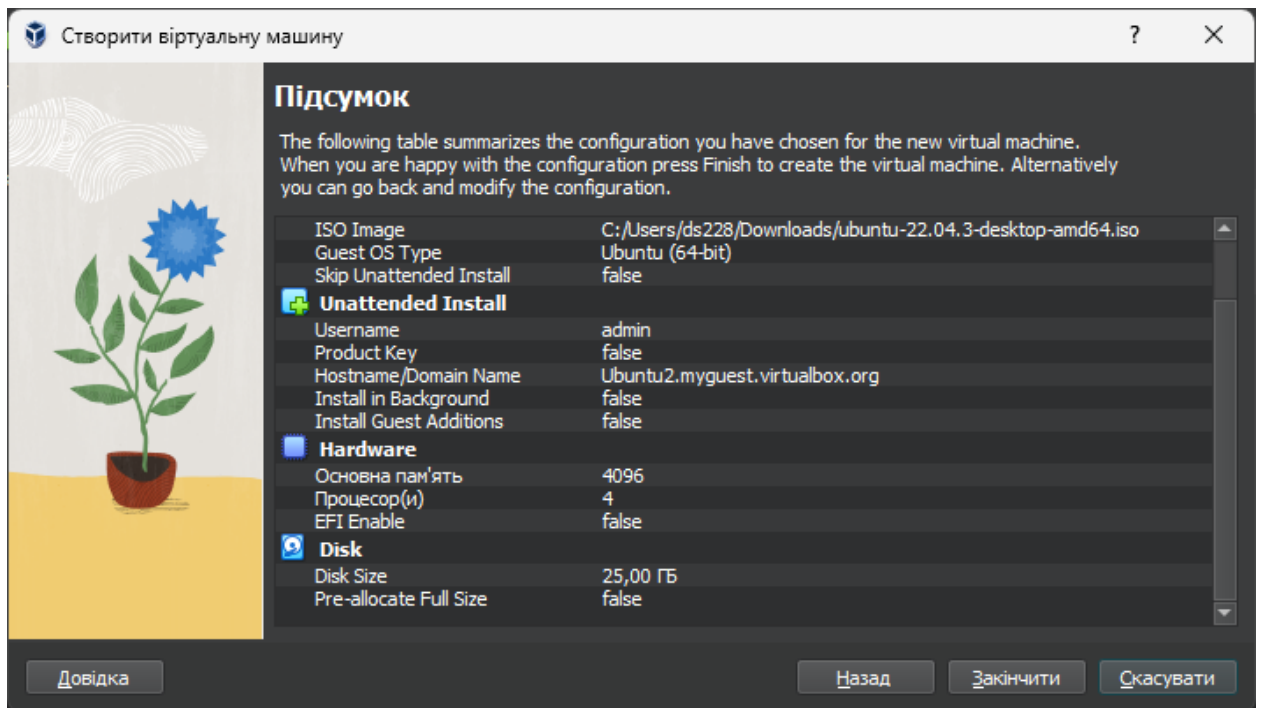 Створити віртуальну машину
Підсумок
The following table summarizes the configuration you have chosen for the new virtual machine.
When you are happy with the configuration press Finish to create the virtual machine. Alternatively
you can go back and modify the configuration.
ISO Image C:/Users/ds228/Downloads/ubuntu-22.04.3-desktop-amd64.iso
Guest OS Type Ubuntu (64-bit)
Skip Unattended Install false
Unattended Install
Username admin
Product Key false
Hostname/Domain Name Ubuntu2.myguest.virtualbox.org
Install in Background false
Install Guest Additions false
Hardware
Основна пам'ять 4096
Процесор(и) 4
EFI Enable false
Disk
Disk Size 25,00 ГБ
Pre-allocate Full Size false
Довідка Назад Закінчити Скасувати